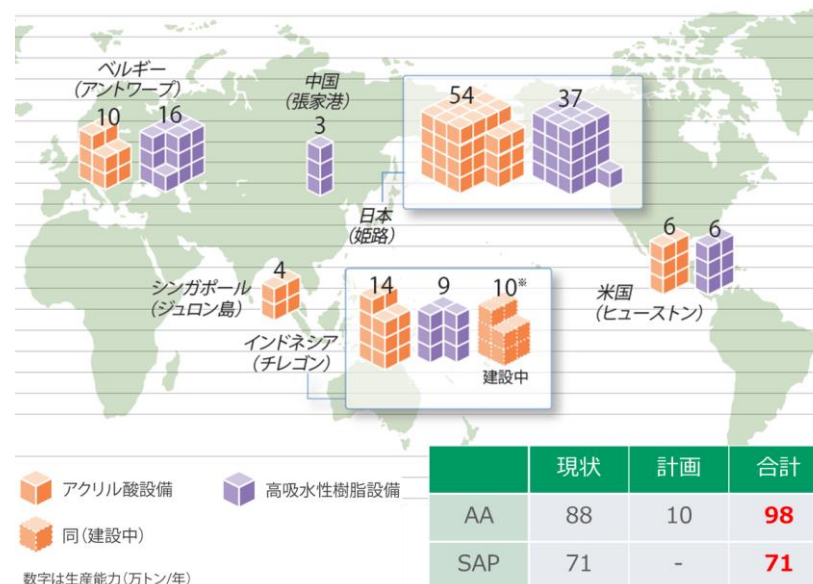 ベルギー
(アントワープ)
10
16
中国
(張家港)
3
54
37
日本
(姫路)
シンガポール
(ジュロン島)
4
インドネシア
(チレゴン)
14
9
10※
建設中
6
6
米国
(ヒューストン)
アクリル酸設備
高吸水性樹脂設備
同(建設中)
数字は生産能力(万トン/年)
現状 計画 合計
AA 88 10 98
SAP 71 - 71